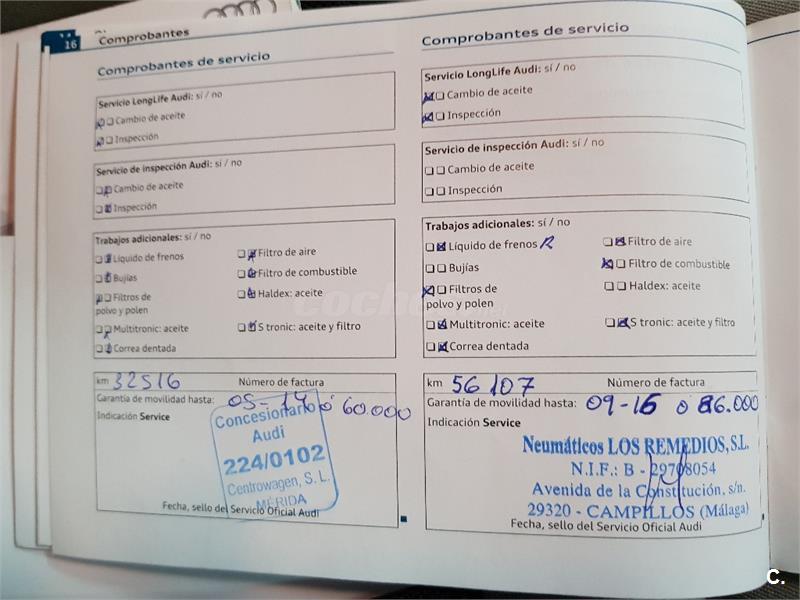 16
Comprobantes
Comprobantes de servicio
Servicio LongLife Audi: sí / no
Cambio de aceite
Inspección
Servicio de inspección Audi: sí / no
Cambio de aceite
Inspección
Trabajos adicionales: sí / no
Líquido de frenos
Filtro de aire
Bujías
Filtro de combustible
Filtros de
polvo y polen
Haldex: aceite
Multitronic: aceite
S tronic: aceite y filtro
Correa dentada
km 32516 Número de factura
Garantía de movilidad hasta: 05-14 ó 60.000
Indicación Service
Concesionario
Audi
224/0102
Centrowagen, S. L.
MÉRIDA
Fecha, sello del Servicio Oficial Audi
Comprobantes de servicio
Servicio LongLife Audi: sí / no
Cambio de aceite
Inspección
Servicio de inspección Audi: sí / no
Cambio de aceite
Inspección
Trabajos adicionales: sí / no
Líquido de frenos R
Filtro de aire
Bujías
Filtro de combustible
Filtros de
polvo y polen
Haldex: aceite
Multitronic: aceite
S tronic: aceite y filtro
Correa dentada
km 56107 Número de factura
Garantía de movilidad hasta: 09-16 ó 86.000
Indicación Service
Neumáticos LOS REMEDIOS, S.L.
N.I.F.: B - 29708054
Avenida de la Constitución, s/n.
29320 - CAMPILLOS (Málaga)
Fecha, sello del Servicio Oficial Audi
C.